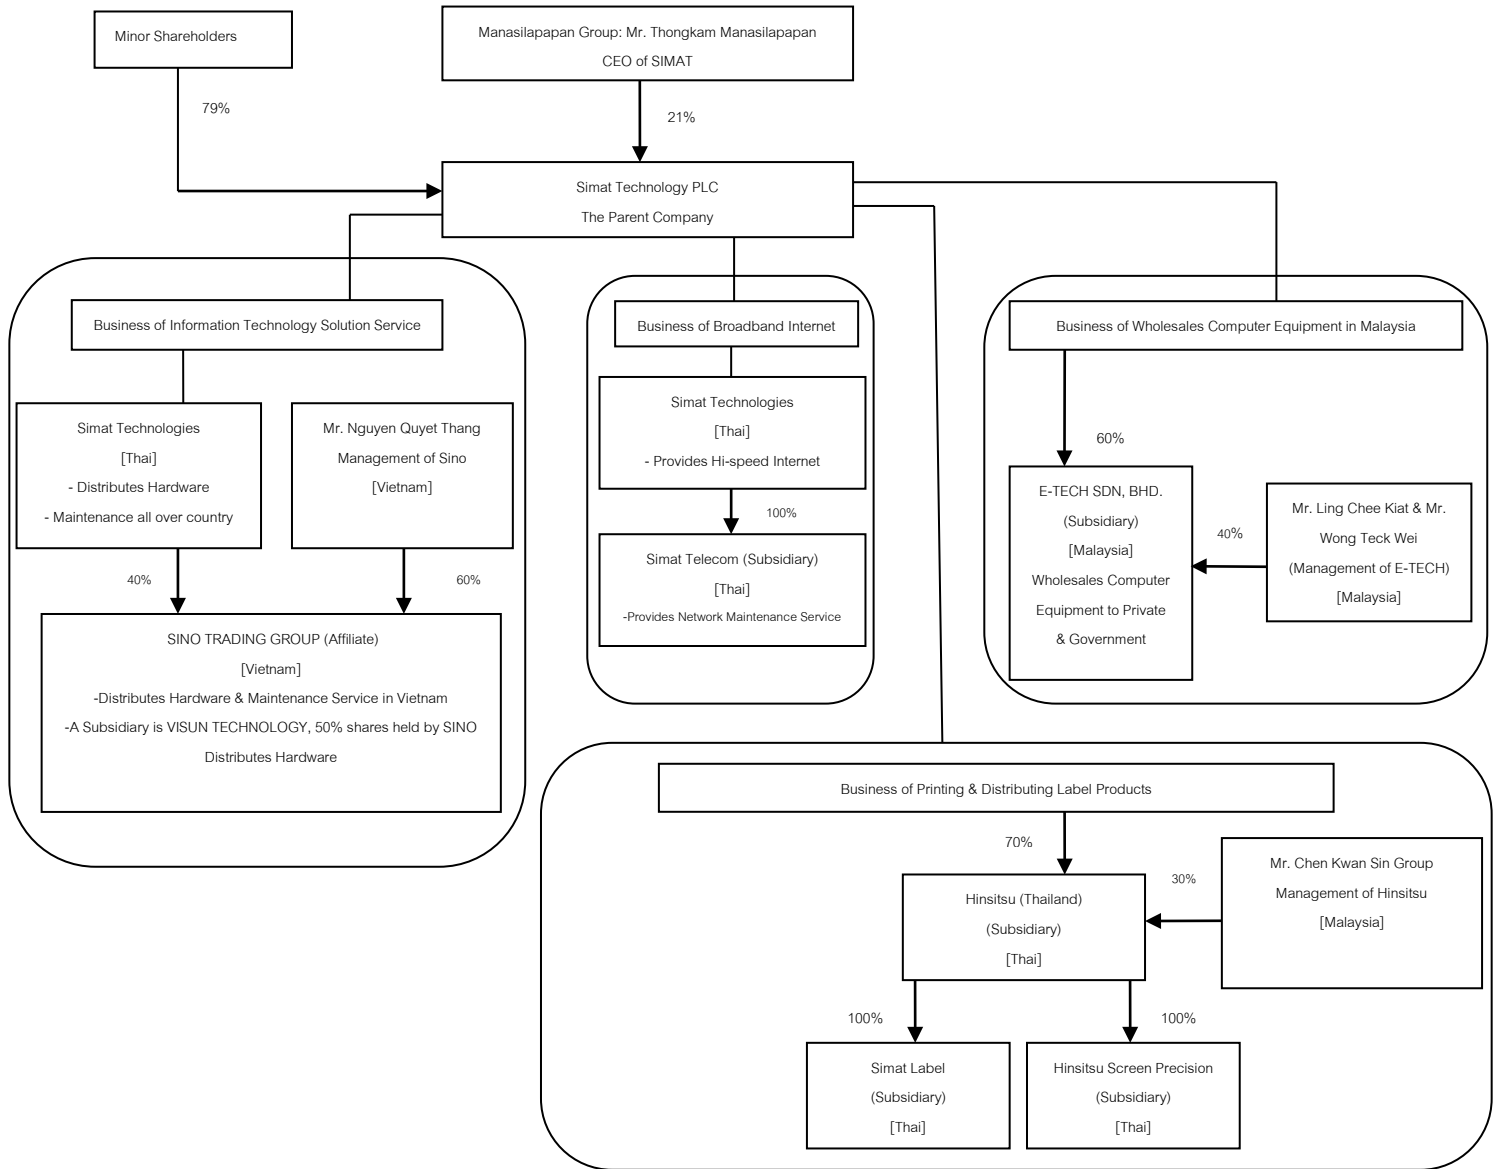 Minor Shareholders
Manasilapapan Group: Mr. Thongkam Manasilapapan
CEO of SIMAT
79%
21%
Simat Technology PLC
The Parent Company
Business of Information Technology Solution Service
Simat Technologies
[Thai]
- Distributes Hardware
- Maintenance all over country
Mr. Nguyen Quyet Thang
Management of Sino
[Vietnam]
40%
60%
SINO TRADING GROUP (Affiliate)
[Vietnam]
-Distributes Hardware & Maintenance Service in Vietnam
-A Subsidiary is VISUN TECHNOLOGY, 50% shares held by SINO
Distributes Hardware
Business of Broadband Internet
Simat Technologies
[Thai]
- Provides Hi-speed Internet
100%
Simat Telecom (Subsidiary)
[Thai]
-Provides Network Maintenance Service
Business of Wholesales Computer Equipment in Malaysia
60%
E-TECH SDN, BHD.
(Subsidiary)
[Malaysia]
Wholesales Computer
Equipment to Private
& Government
40%
Mr. Ling Chee Kiat & Mr.
Wong Teck Wei
(Management of E-TECH)
[Malaysia]
Business of Printing & Distributing Label Products
70%
Hinsitsu (Thailand)
(Subsidiary)
[Thai]
30%
Mr. Chen Kwan Sin Group
Management of Hinsitsu
[Malaysia]
100%
100%
Simat Label
(Subsidiary)
[Thai]
Hinsitsu Screen Precision
(Subsidiary)
[Thai]